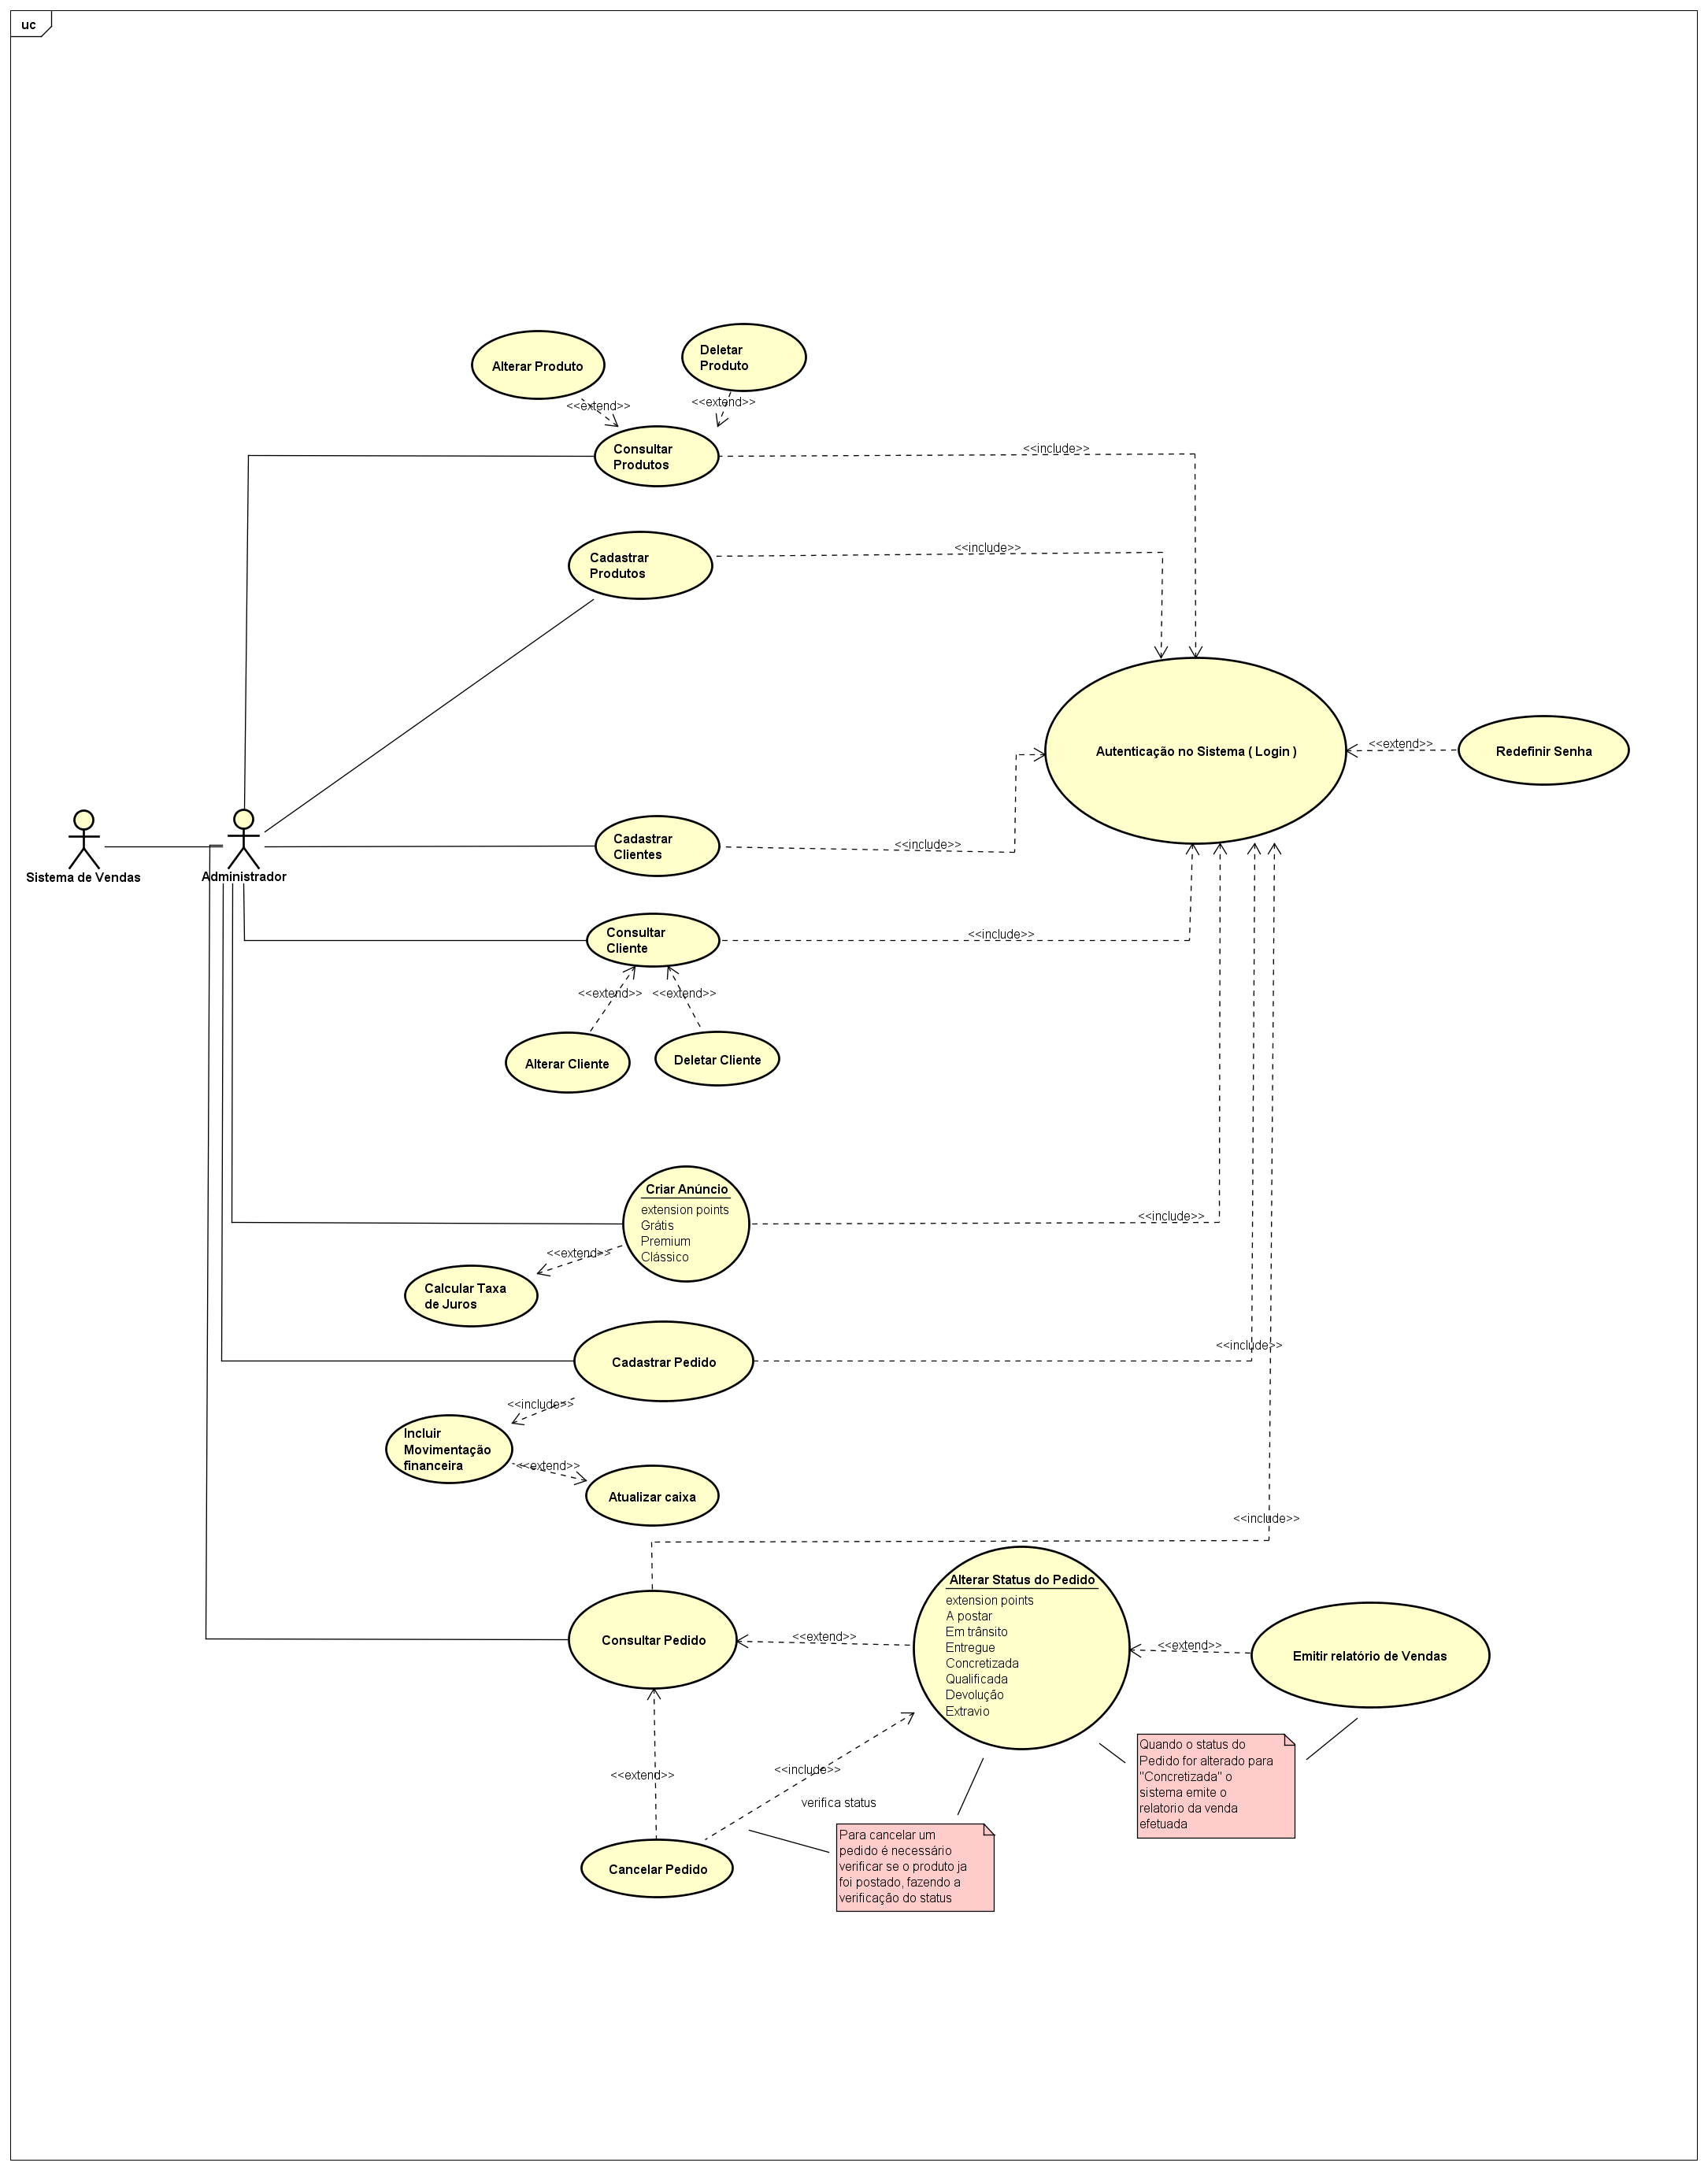 uc
Alterar Produto
Deletar
Produto
<<extend>>
<<extend>>
Consultar
Produtos
<<include>>
Cadastrar
Produtos
<<include>>
Autenticação no Sistema ( Login )
<<extend>>
Redefinir Senha
Sistema de Vendas
Administrador
Cadastrar
Clientes
<<include>>
Consultar
Cliente
<<include>>
<<extend>>
<<extend>>
Alterar Cliente
Deletar Cliente
Criar Anúncio
extension points
Grátis
Premium
Clássico
<<include>>
<<extend>>
Calcular Taxa
de Juros
Cadastrar Pedido
<<include>>
<<include>>
Incluir
Movimentação
financeira
<<extend>>
Atualizar caixa
<<include>>
Consultar Pedido
<<extend>>
Alterar Status do Pedido
extension points
A postar
Em trânsito
Entregue
Concretizada
Qualificada
Devolução
Extravio
<<extend>>
Emitir relatório de Vendas
<<extend>>
<<include>>
verifica status
Quando o status do
Pedido for alterado para
"Concretizada" o
sistema emite o
relatorio da venda
efetuada
Para cancelar um
pedido é necessário
verificar se o produto ja
foi postado, fazendo a
verificação do status
Cancelar Pedido